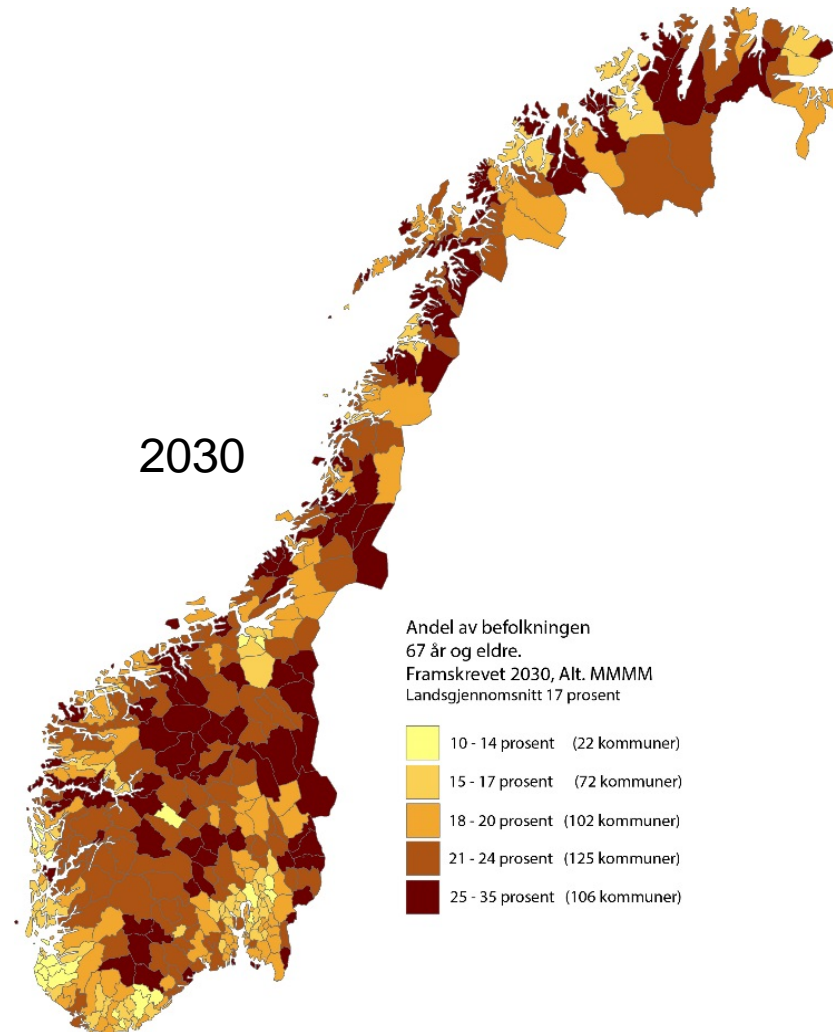 2030
Andel av befolkningen
67 år og eldre.
Framskrevet 2030, Alt. MMMM
Landsgjennomsnitt 17 prosent
10 - 14 prosent (22 kommuner)
15 - 17 prosent (72 kommuner)
18 - 20 prosent (102 kommuner)
21 - 24 prosent (125 kommuner)
25 - 35 prosent (106 kommuner)